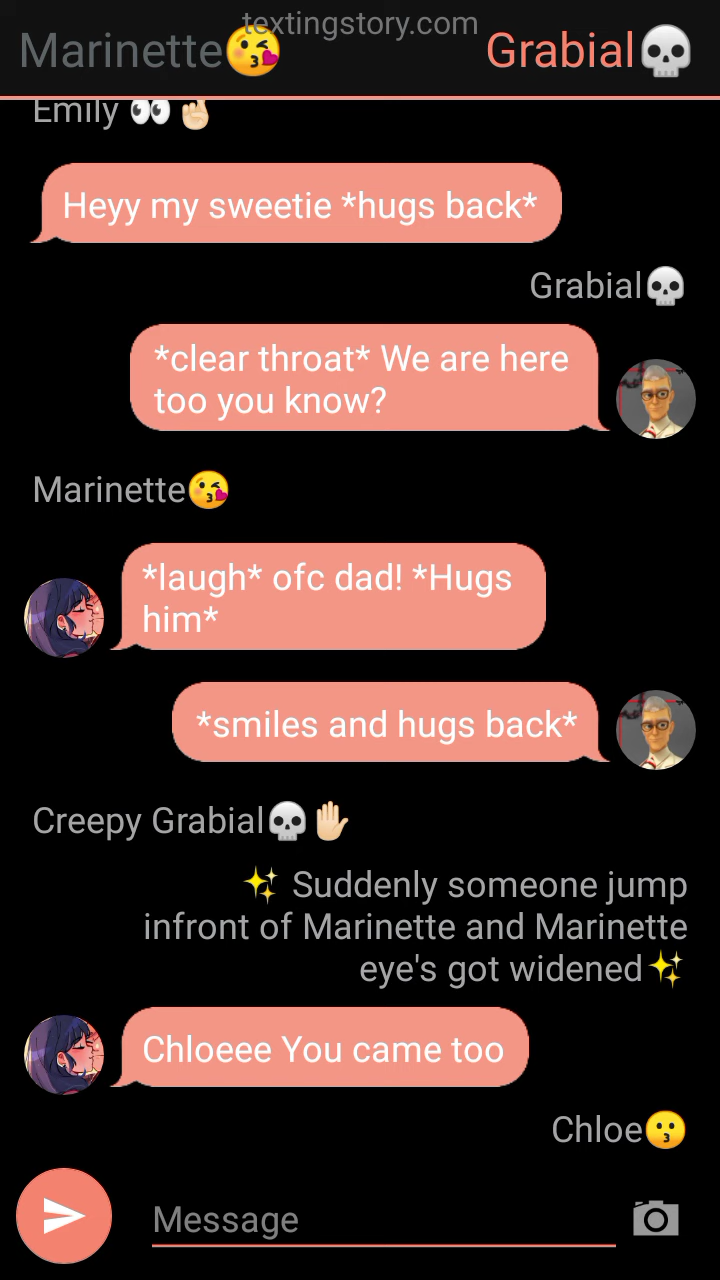 textingstory.com
Marinette😘 Grabial💀
Emily 👀✌🏻
Heyy my sweetie *hugs back*
Grabial💀
*clear throat* We are here
too you know?
Marinette😘
*laugh* ofc dad! *Hugs
him*
*smiles and hugs back*
Creepy Grabial💀✋🏻
✨ Suddenly someone jump
infront of Marinette and Marinette
eye's got widened✨
Chloeee You came too
Chloe😗
Message